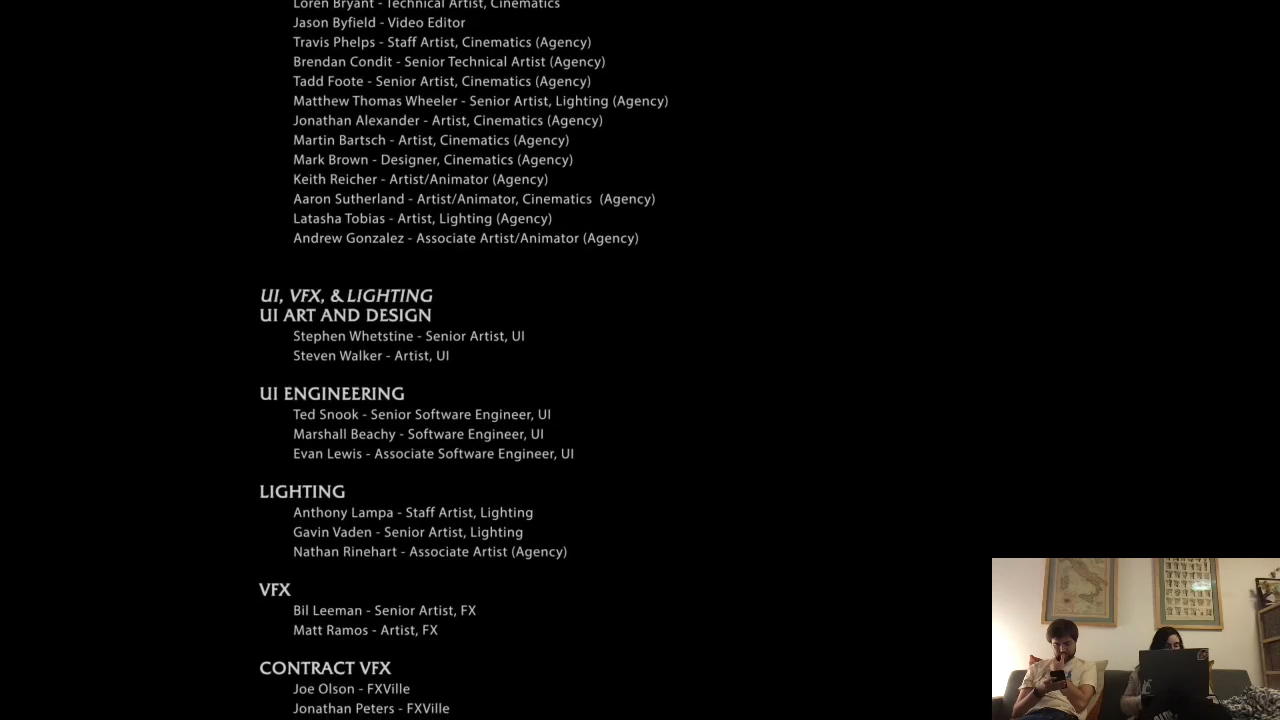 Loren Bryant - Technical Artist, Cinematics
Jason Byfield - Video Editor
Travis Phelps - Staff Artist, Cinematics (Agency)
Brendan Condit - Senior Technical Artist (Agency)
Tadd Foote - Senior Artist, Cinematics (Agency)
Matthew Thomas Wheeler - Senior Artist, Lighting (Agency)
Jonathan Alexander - Artist, Cinematics (Agency)
Martin Bartsch - Artist, Cinematics (Agency)
Mark Brown - Designer, Cinematics (Agency)
Keith Reicher - Artist/Animator (Agency)
Aaron Sutherland - Artist/Animator, Cinematics  (Agency)
Latasha Tobias - Artist, Lighting (Agency)
Andrew Gonzalez - Associate Artist/Animator (Agency)
UI, VFX, & LIGHTING
UI ART AND DESIGN
Stephen Whetstine - Senior Artist, UI
Steven Walker - Artist, UI
UI ENGINEERING
Ted Snook - Senior Software Engineer, UI
Marshall Beachy - Software Engineer, UI
Evan Lewis - Associate Software Engineer, UI
LIGHTING
Anthony Lampa - Staff Artist, Lighting
Gavin Vaden - Senior Artist, Lighting
Nathan Rinehart - Associate Artist (Agency)
VFX
Bil Leeman - Senior Artist, FX
Matt Ramos - Artist, FX
CONTRACT VFX
Joe Olson - FXVille
Jonathan Peters - FXVille